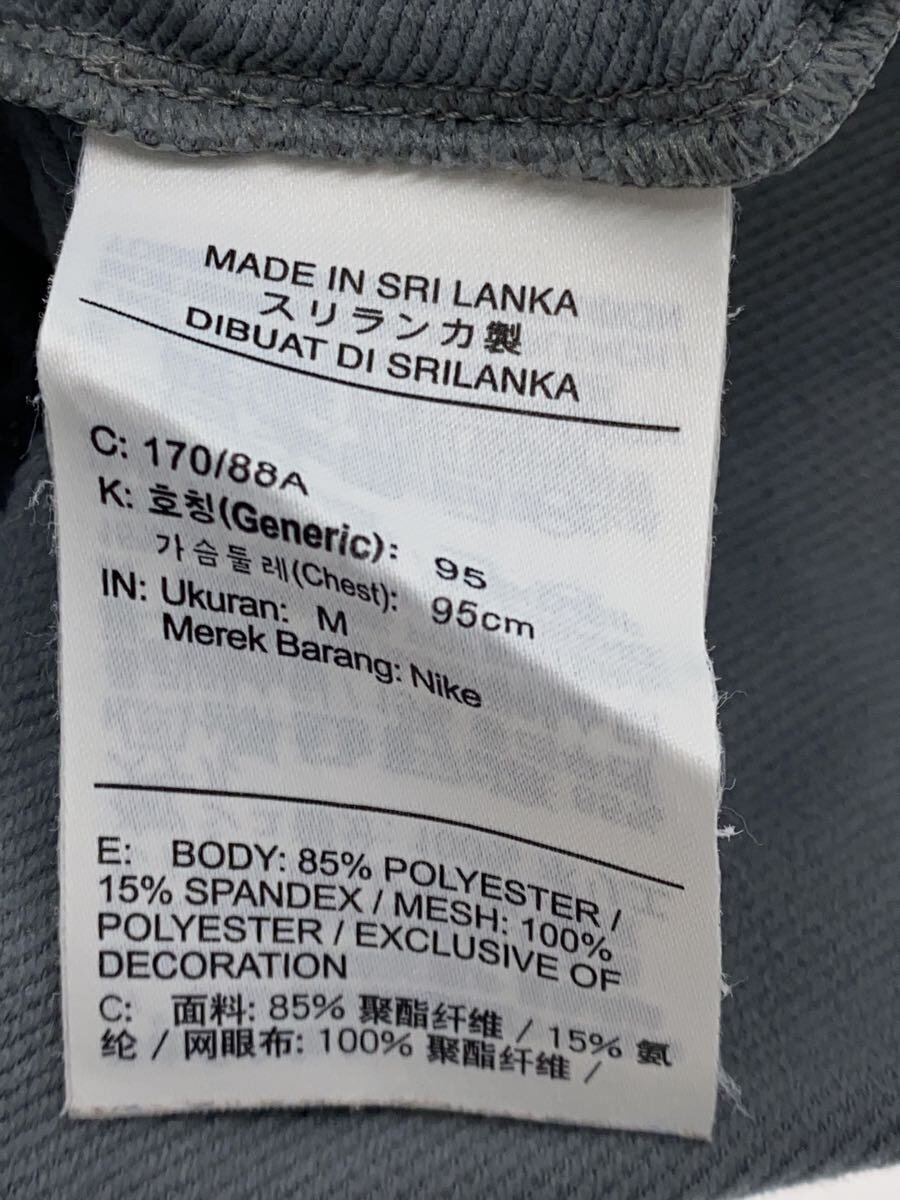 MADE IN SRI LANKA
スリランカ製
DIBUAT DI SRILANKA
C: 170/88A
K: 호칭(Generic): 95
가슴둘레(Chest): 95cm
IN: Ukuran: M
Merek Barang: Nike
E: BODY: 85% POLYESTER /
15% SPANDEX / MESH: 100%
POLYESTER / EXCLUSIVE OF
DECORATION
C: 面料: 85% 聚酯纤维 / 15% 氨
纶 / 网眼布: 100% 聚酯纤维 /